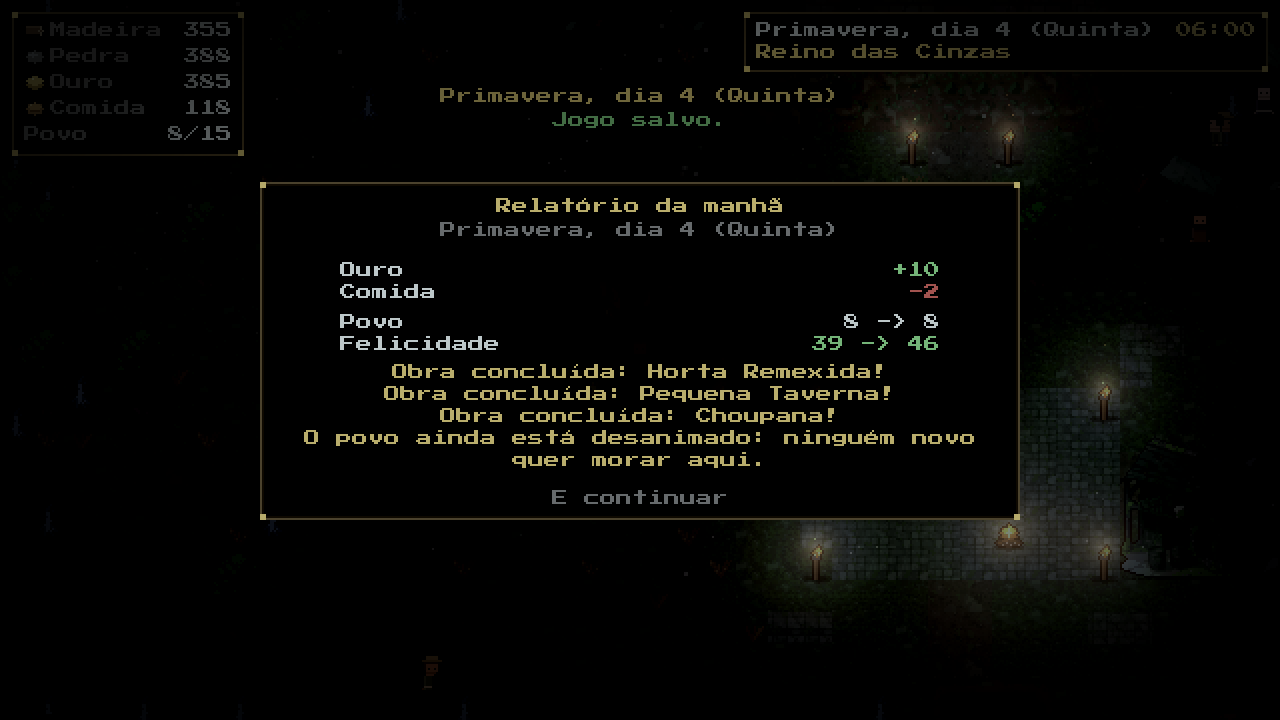 Madeira 355
Pedra 388
Ouro 385
Comida 118
Povo 8/15
Primavera, dia 4 (Quinta) 06:00
Reino das Cinzas
Primavera, dia 4 (Quinta)
Jogo salvo.
Relatório da manhã
Primavera, dia 4 (Quinta)
Ouro +10
Comida -2
Povo 8 -> 8
Felicidade 39 -> 46
Obra concluída: Horta Remexida!
Obra concluída: Pequena Taverna!
Obra concluída: Choupana!
O povo ainda está desanimado: ninguém novo
quer morar aqui.
E continuar